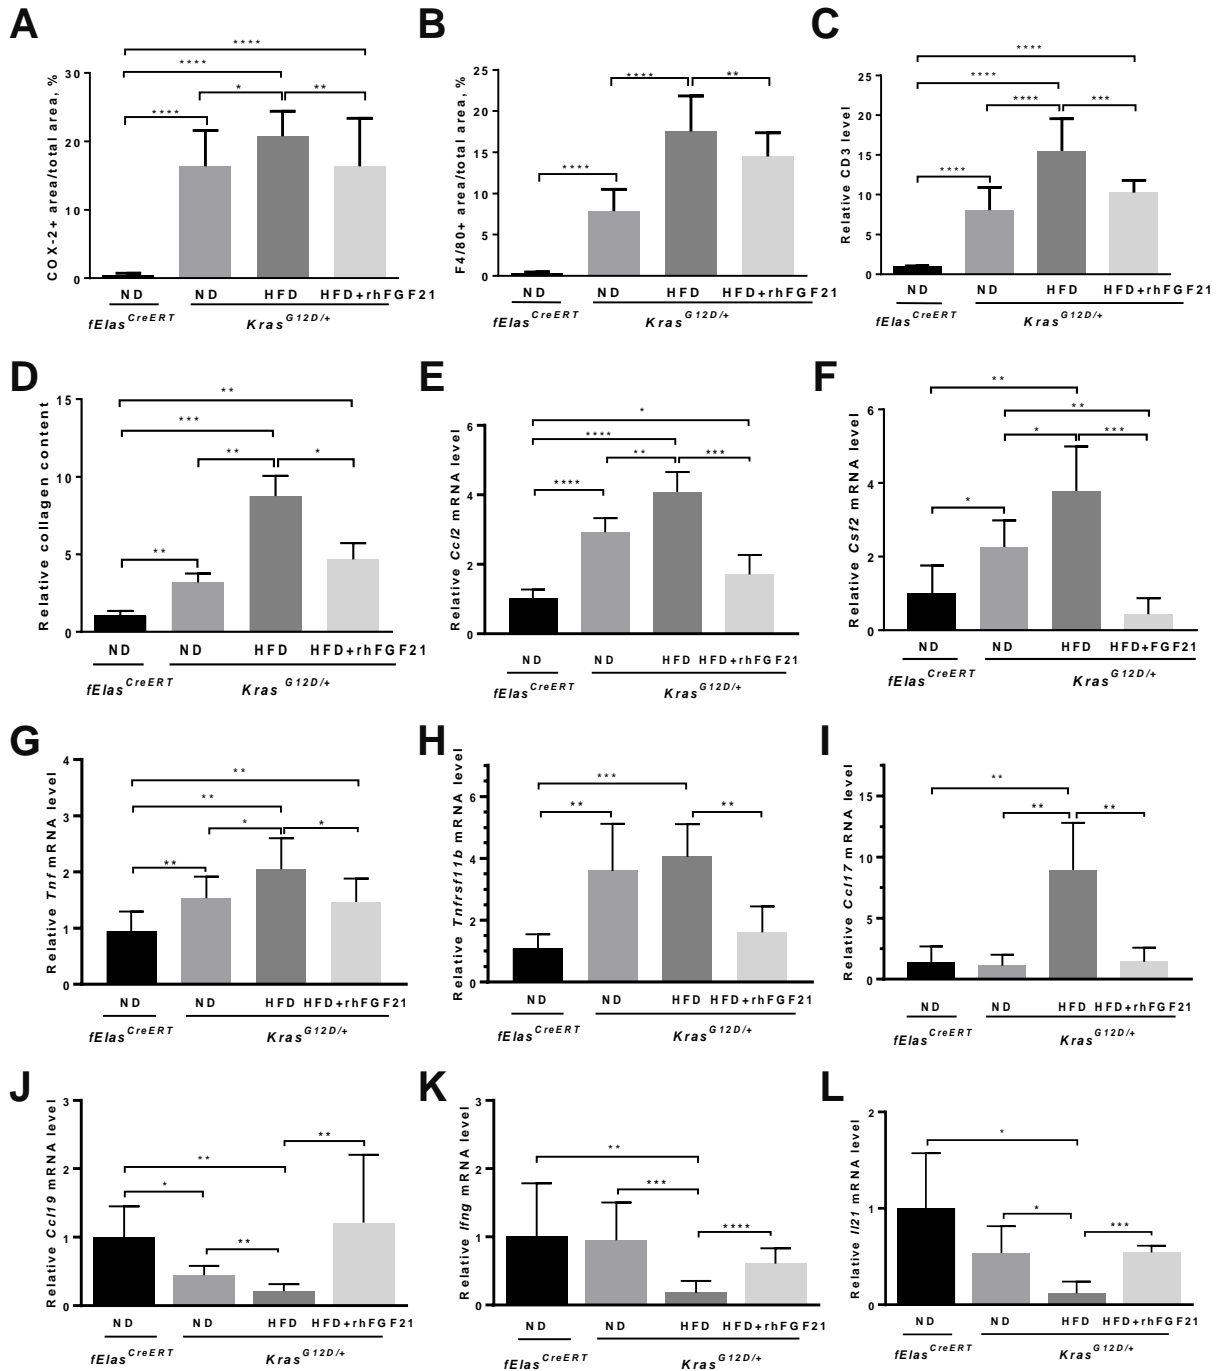 A
COX-2+ area/total area, %
30
20
10
0
****
****
****
*
**
ND
ND
HFD
HFD+rhFGF21
fElas CreERT
Kras G12D/+
B
F4/80+ area/total area, %
25
20
15
10
5
0
****
****
**
ND
ND
HFD
HFD+rhFGF21
fElas CreERT
Kras G12D/+
C
Relative CD3 level
25
20
15
10
5
0
****
****
****
****
***
ND
ND
HFD
HFD+rhFGF21
fElas CreERT
Kras G12D/+
D
Relative collagen content
15
10
5
0
**
***
**
*
**
ND
ND
HFD
HFD+rhFGF21
fElas CreERT
Kras G12D/+
E
Relative Ccl2 mRNA level
6
4
2
0
*
****
**
***
****
ND
ND
HFD
HFD+rhFGF21
fElas CreERT
Kras G12D/+
F
Relative Csf2 mRNA level
6
4
2
0
**
**
*
***
*
ND
ND
HFD
HFD+FGF21
fElas CreERT
Kras G12D/+
G
Relative Tnf mRNA level
4
3
2
1
0
**
**
*
*
**
ND
ND
HFD
HFD+rhFGF21
fElas CreERT
Kras G12D/+
H
Relative Tnfrsf11b mRNA level
6
4
2
0
***
**
**
ND
ND
HFD
HFD+rhFGF21
fElas CreERT
Kras G12D/+
I
Relative Ccl17 mRNA level
15
10
5
0
**
**
**
ND
ND
HFD
HFD+rhFGF21
fElas CreERT
Kras G12D/+
J
Relative Ccl19 mRNA level
3
2
1
0
**
**
*
**
ND
ND
HFD
HFD+rhFGF21
fElas CreERT
Kras G12D/+
K
Relative Ifng mRNA level
3
2
1
0
**
***
****
ND
ND
HFD
HFD+rhFGF21
fElas CreERT
Kras G12D/+
L
Relative Il21 mRNA level
2
1
0
*
*
***
ND
ND
HFD
HFD+rhFGF21
fElas CreERT
Kras G12D/+